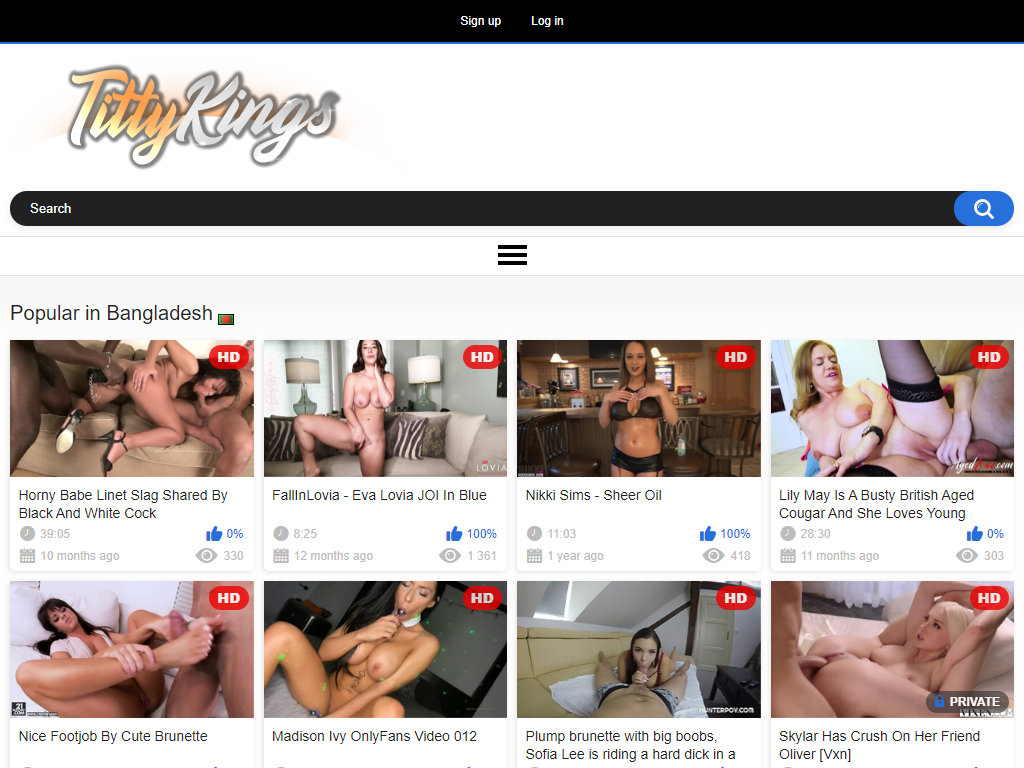 Sign up
Log in
TittyKings
Search
Popular in Bangladesh
HD
HD
HD
HD
LOVIA
AgedLove.com
Horny Babe Linet Slag Shared By
Black And White Cock
39:05
0%
10 months ago
330
FallInLovia - Eva Lovia JOI In Blue
8:25
100%
12 months ago
1 361
Nikki Sims - Sheer Oil
11:03
100%
1 year ago
418
Lily May Is A Busty British Aged
Cougar And She Loves Young
28:30
0%
11 months ago
303
HD
HD
HD
HD
21
HUNTERPOV.COM
PRIVATE
Nice Footjob By Cute Brunette
Madison Ivy OnlyFans Video 012
Plump brunette with big boobs,
Sofia Lee is riding a hard dick in a
Skylar Has Crush On Her Friend
Oliver [Vxn]